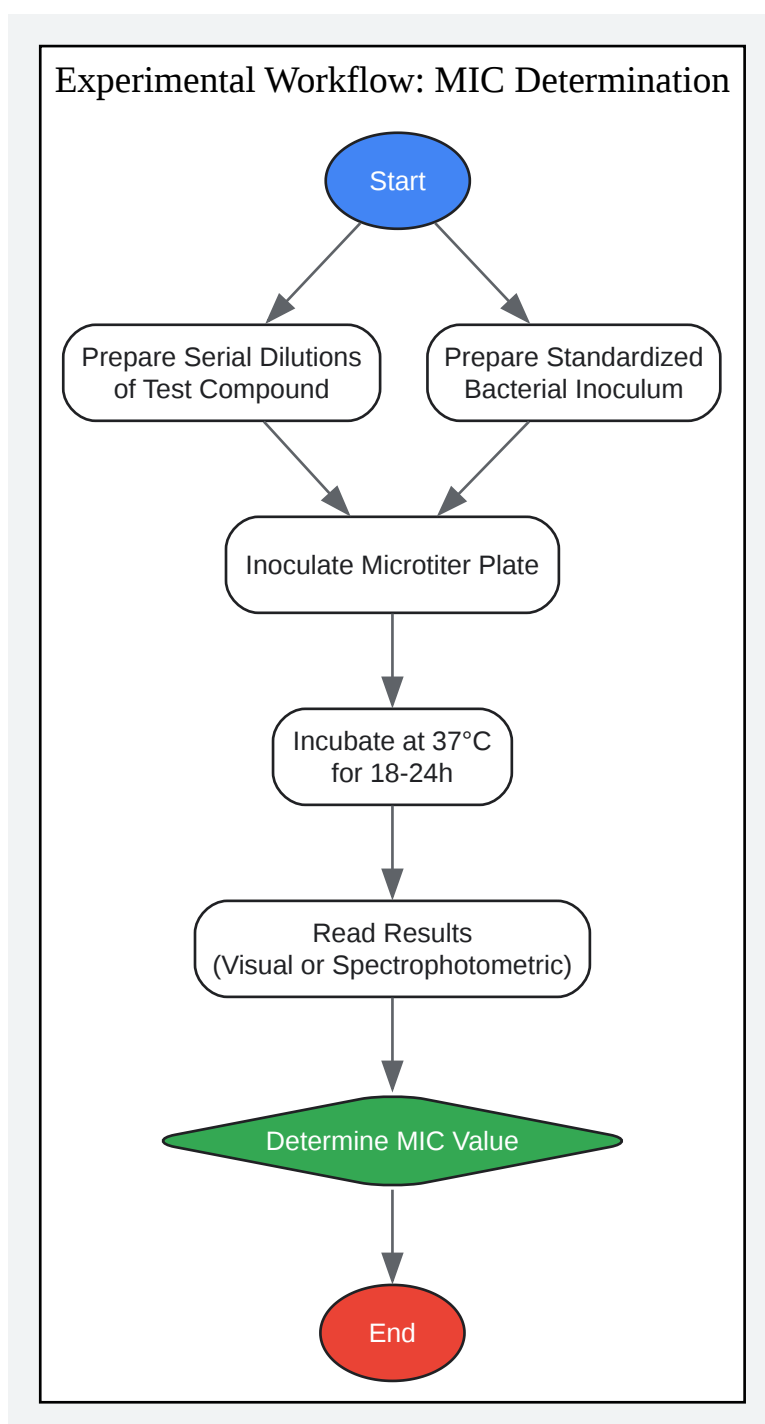 Experimental Workflow: MIC Determination
Start
Prepare Serial Dilutions
of Test Compound
Prepare Standardized
Bacterial Inoculum
Inoculate Microtiter Plate
Incubate at 37°C
for 18-24h
Read Results
(Visual or Spectrophotometric)
Determine MIC Value
End